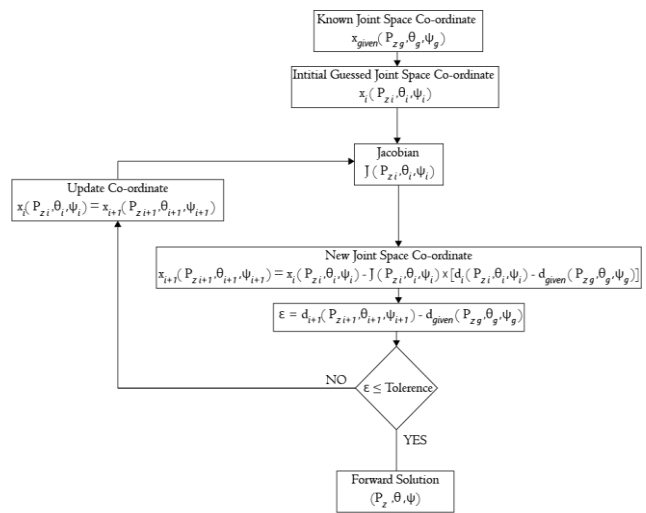 Known Joint Space Co-ordinate
x_given(P_zg,θ_g,ψ_g)
Intitial Guessed Joint Space Co-ordinate
x_i(P_zi,θ_i,ψ_i)
Jacobian
J(P_zi,θ_i,ψ_i)
Update Co-ordinate
x_i(P_zi,θ_i,ψ_i) = x_i+1(P_zi+1,θ_i+1,ψ_i+1)
New Joint Space Co-ordinate
x_i+1(P_zi+1,θ_i+1,ψ_i+1) = x_i(P_zi,θ_i,ψ_i) - J(P_zi,θ_i,ψ_i) x [d_i(P_zi,θ_i,ψ_i) - d_given(P_zg,θ_g,ψ_g)]
ε = d_i+1(P_zi+1,θ_i+1,ψ_i+1) - d_given(P_zg,θ_g,ψ_g)
NO
ε ≤ Tolerence
YES
Forward Solution
(P_z,θ,ψ)